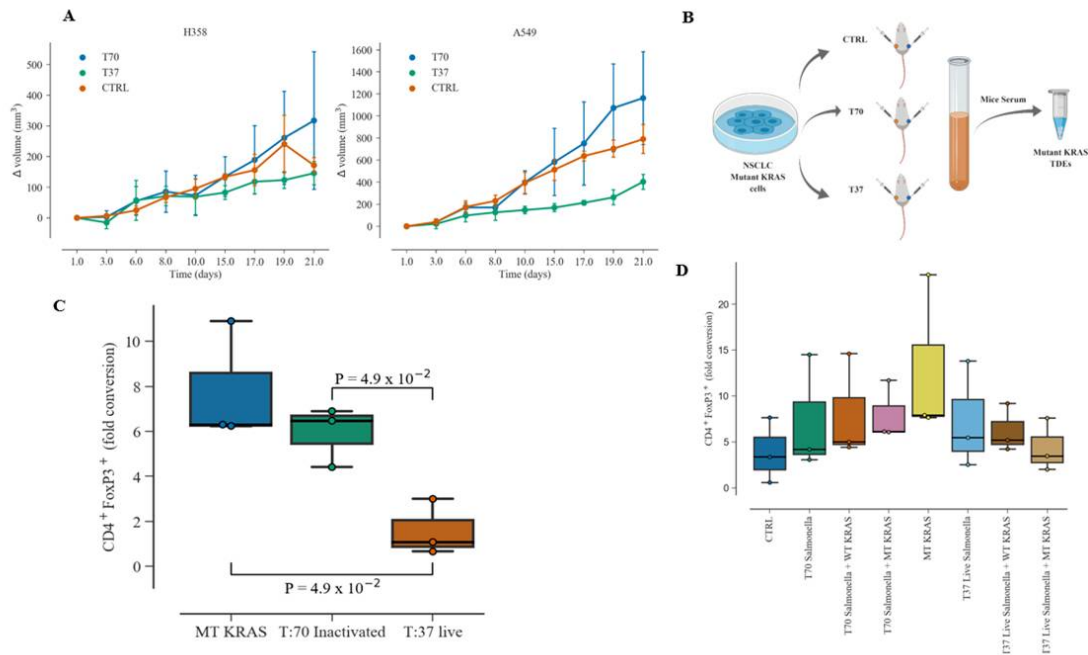 A
H358
T70
T37
CTRL
Δ volume (mm³)
500
400
300
200
100
0
1.0 3.0 6.0 8.0 10.0 15.0 17.0 19.0 21.0
Time (days)
A549
T70
T37
CTRL
Δ volume (mm³)
1600
1400
1200
1000
800
600
400
200
0
1.0 3.0 6.0 8.0 10.0 15.0 17.0 19.0 21.0
Time (days)
B
CTRL
T70
T37
NSCLC
Mutant KRAS
cells
Mice Serum
Mutant KRAS
TDEs
C
CD4⁺ FoxP3⁺ (fold conversion)
10
8
6
4
2
0
P = 4.9 x 10⁻²
P = 4.9 x 10⁻²
MT KRAS T:70 Inactivated T:37 live
D
CD4⁺ FoxP3⁺ (fold conversion)
20
15
10
5
0
CTRL
T70 Salmonella
T70 Salmonella + WT KRAS
T70 Salmonella + MT KRAS
MT KRAS
T37 Live Salmonella
T37 Live Salmonella + WT KRAS
T37 Live Salmonella + MT KRAS